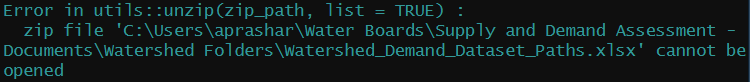 Error in utils::unzip(zip_path, list = TRUE) :
  zip file 'C:\Users\aprashar\Water Boards\Supply and Demand Assessment -
Documents\Watershed Folders\Watershed_Demand_Dataset_Paths.xlsx' cannot be
opened